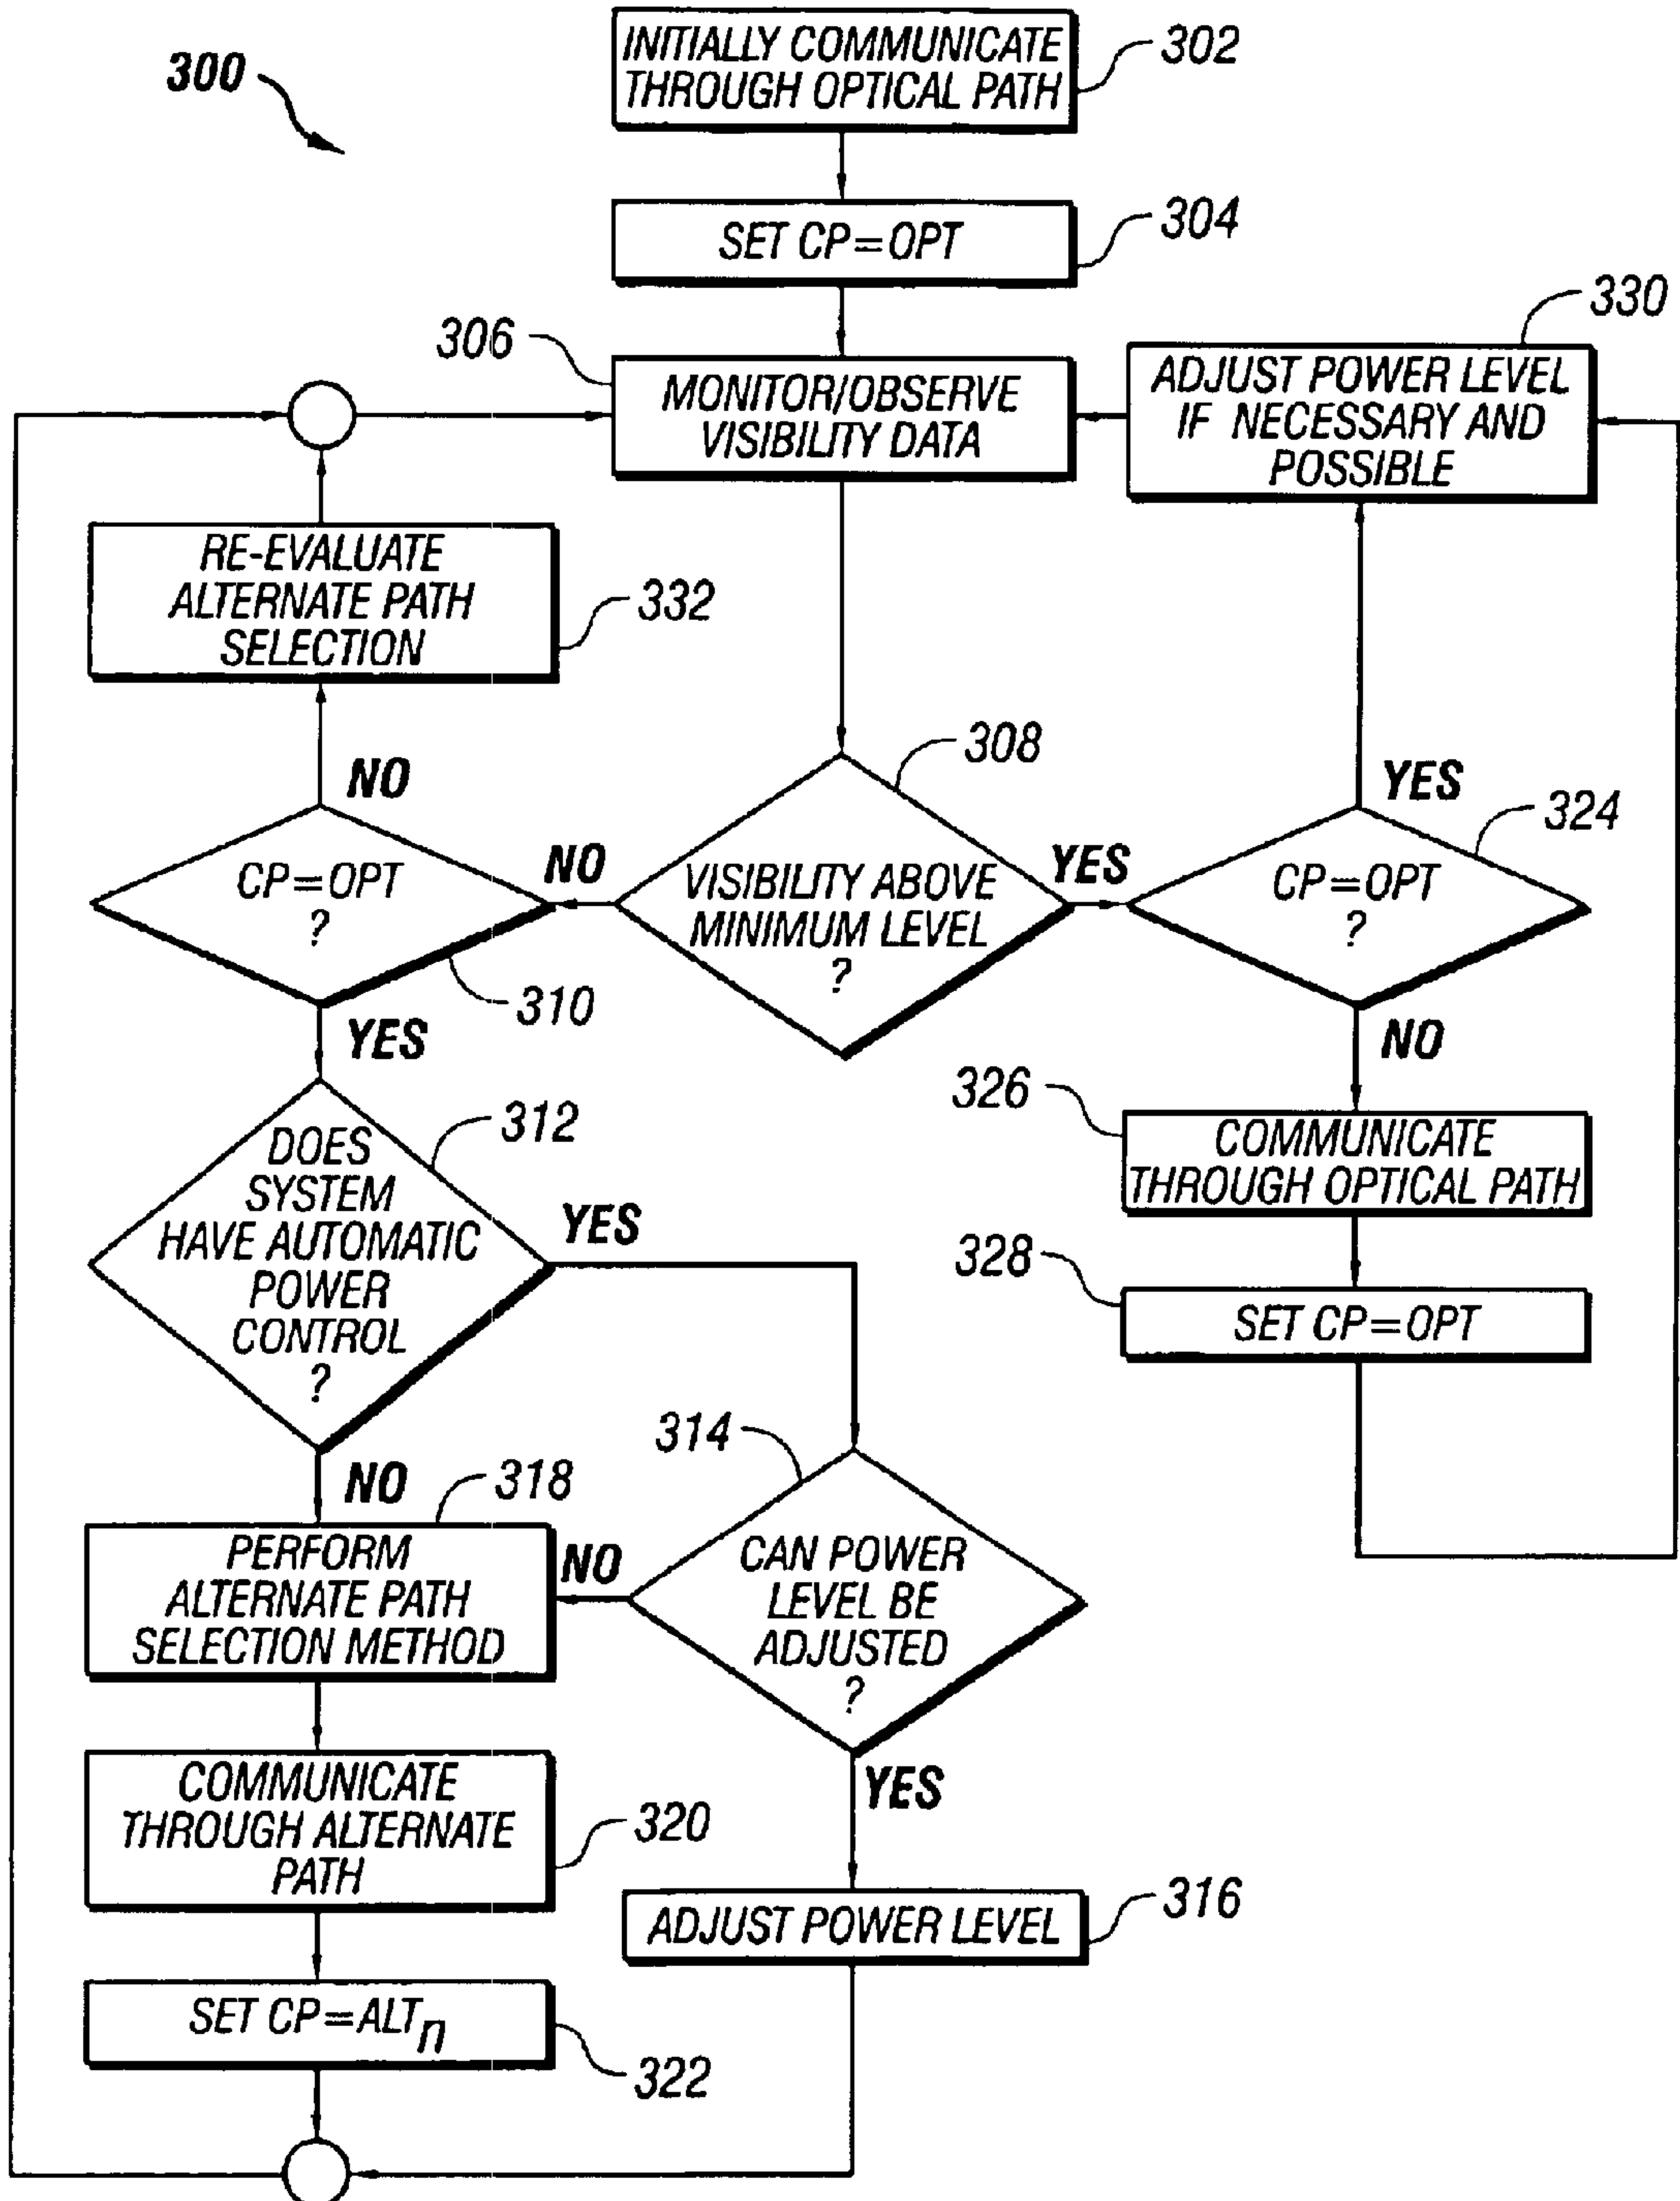 300
INITIALLY COMMUNICATE
THROUGH OPTICAL PATH
302
SET CP=OPT
304
306
MONITOR/OBSERVE
VISIBILITY DATA
330
ADJUST POWER LEVEL
IF NECESSARY AND
POSSIBLE
RE-EVALUATE
ALTERNATE PATH
SELECTION
332
308
VISIBILITY ABOVE
MINIMUM LEVEL
?
NO
YES
NO
CP=OPT
?
310
YES
YES
324
CP=OPT
?
NO
326
COMMUNICATE
THROUGH OPTICAL PATH
328
SET CP=OPT
312
DOES
SYSTEM
HAVE AUTOMATIC
POWER
CONTROL
?
YES
NO
314
CAN POWER
LEVEL BE
ADJUSTED
?
NO
YES
318
PERFORM
ALTERNATE PATH
SELECTION METHOD
COMMUNICATE
THROUGH ALTERNATE
PATH
320
ADJUST POWER LEVEL
316
SET CP=ALTn
322